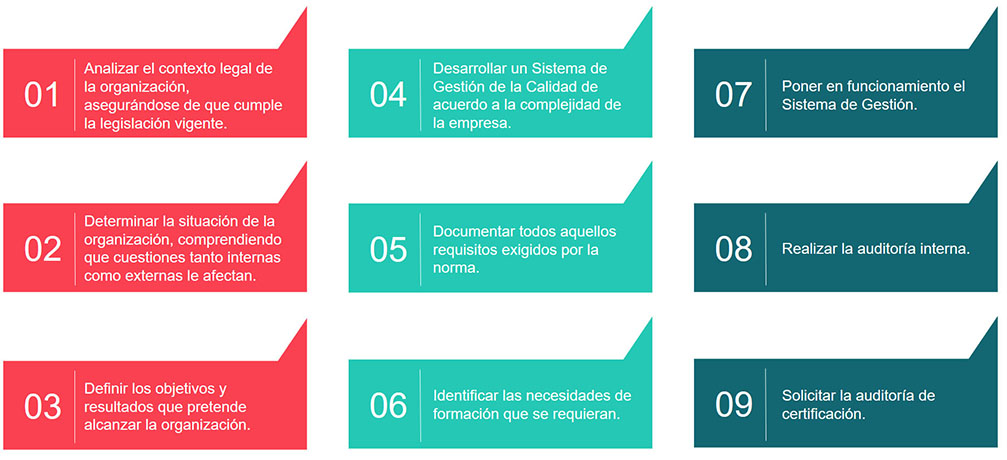 01
Analizar el contexto legal de
la organización,
asegurándose de que cumple
la legislación vigente.
02
Determinar la situación de la
organización, comprendiendo
que cuestiones tanto internas
como externas le afectan.
03
Definir los objetivos y
resultados que pretende
alcanzar la organización.
04
Desarrollar un Sistema de
Gestión de la Calidad de
acuerdo a la complejidad de
la empresa.
05
Documentar todos aquellos
requisitos exigidos por la
norma.
06
Identificar las necesidades de
formación que se requieran.
07
Poner en funcionamiento el
Sistema de Gestión.
08
Realizar la auditoría interna.
09
Solicitar la auditoría de
certificación.